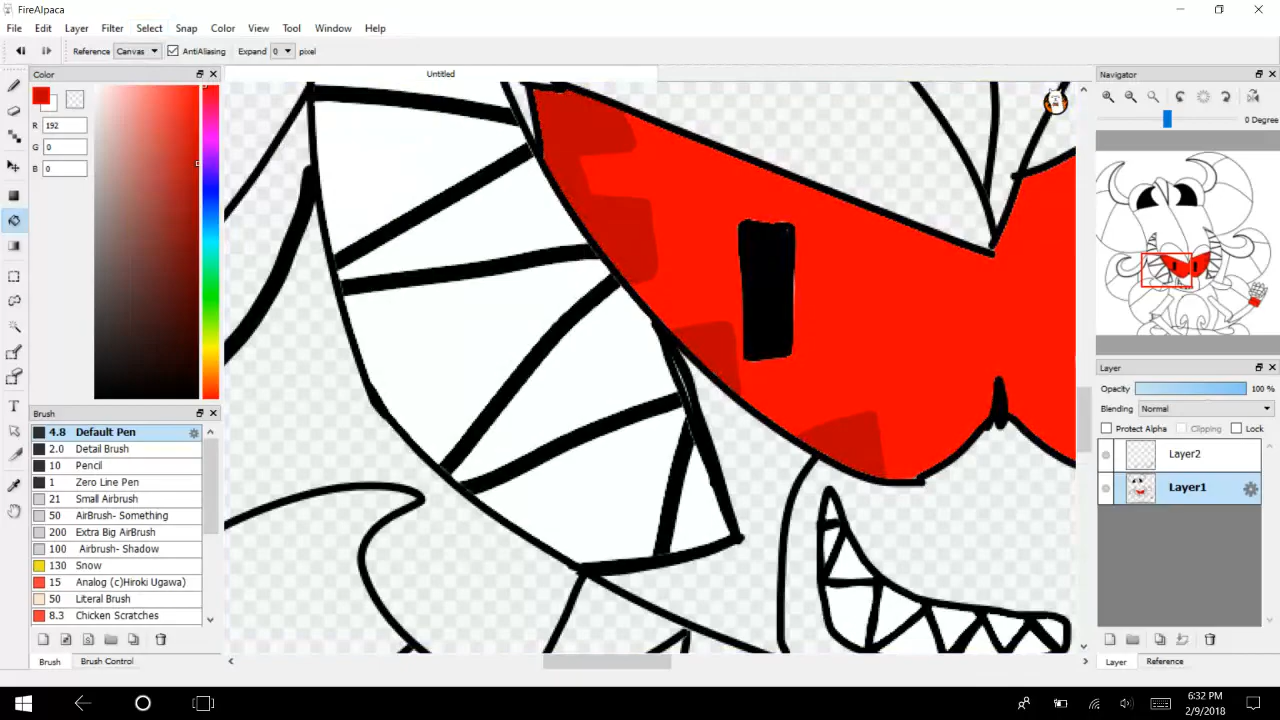 FireAlpaca
File Edit Layer Filter Select Snap Color View Tool Window Help
Reference Canvas AntiAliasing Expand 0 pixel
Color
Untitled
Navigator
R 192
G 0
B 0
0 Degree
Brush
4.8 Default Pen
2.0 Detail Brush
10 Pencil
1 Zero Line Pen
21 Small Airbrush
50 AirBrush- Something
200 Extra Big AirBrush
100 Airbrush- Shadow
130 Snow
15 Analog (c)Hiroki Ugawa)
50 Literal Brush
8.3 Chicken Scratches
Brush Brush Control
Layer
Opacity 100 %
Blending Normal
Protect Alpha Clipping Lock
Layer2
Layer1
Layer Reference
6:32 PM
2/9/2018